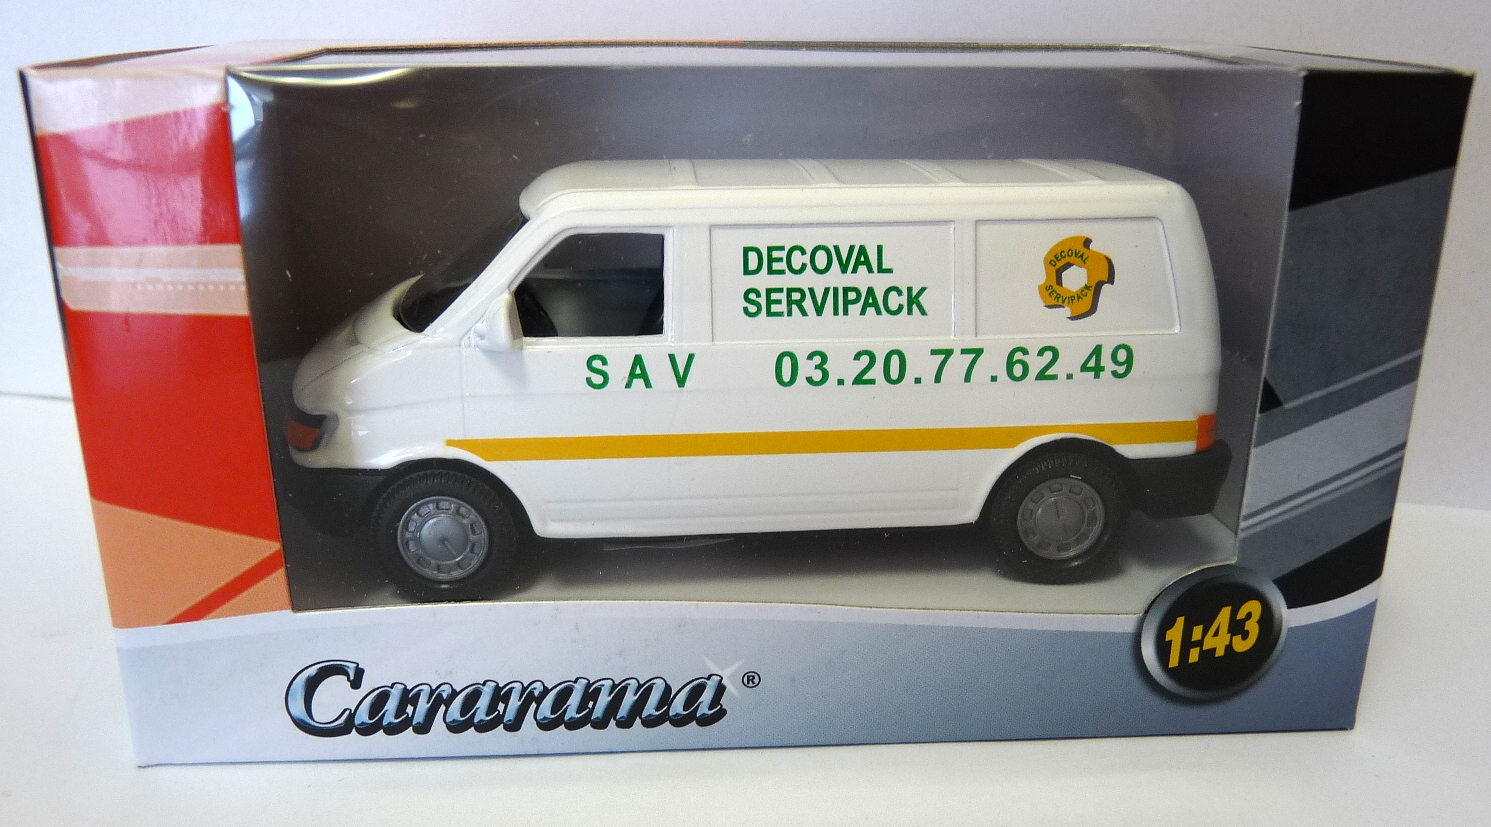 DECOVAL
SERVIPACK
DECOVAL
SERVIPACK
SAV 03.20.77.62.49
1:43
Cararama®